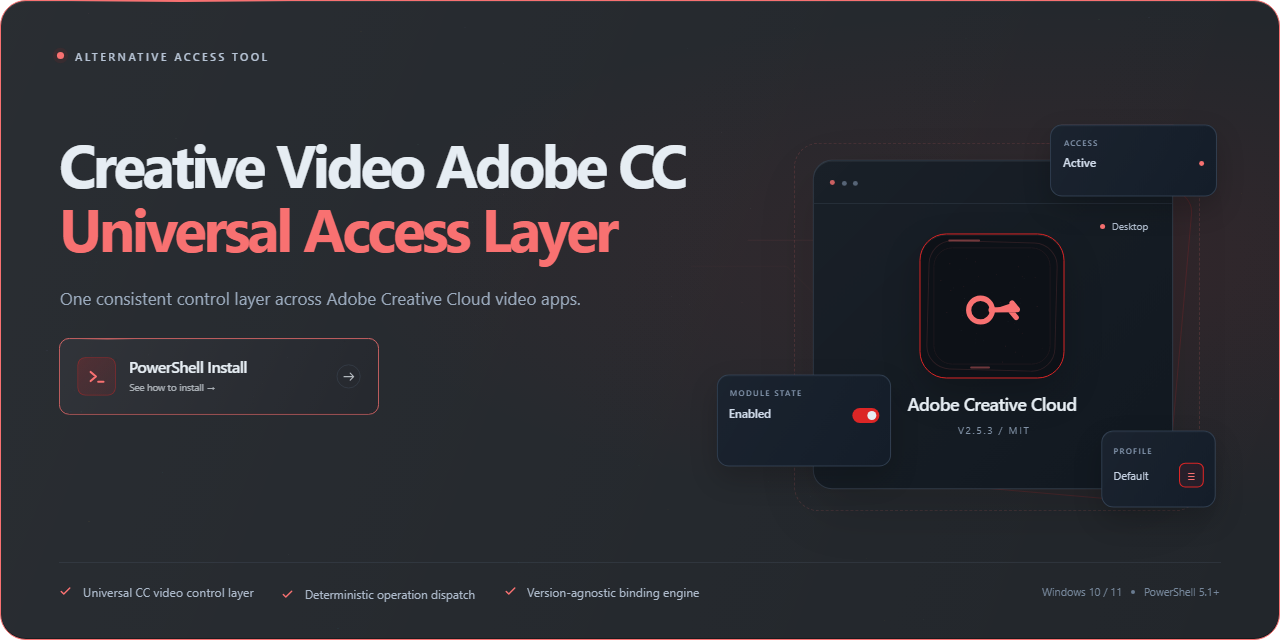 ALTERNATIVE ACCESS TOOL
Creative Video Adobe CC
Universal Access Layer
One consistent control layer across Adobe Creative Cloud video apps.
PowerShell Install
See how to install →
ACCESS
Active
Desktop
MODULE STATE
Enabled
Adobe Creative Cloud
V2.5.3 / MIT
PROFILE
Default
Universal CC video control layer
Deterministic operation dispatch
Version-agnostic binding engine
Windows 10 / 11 • PowerShell 5.1+